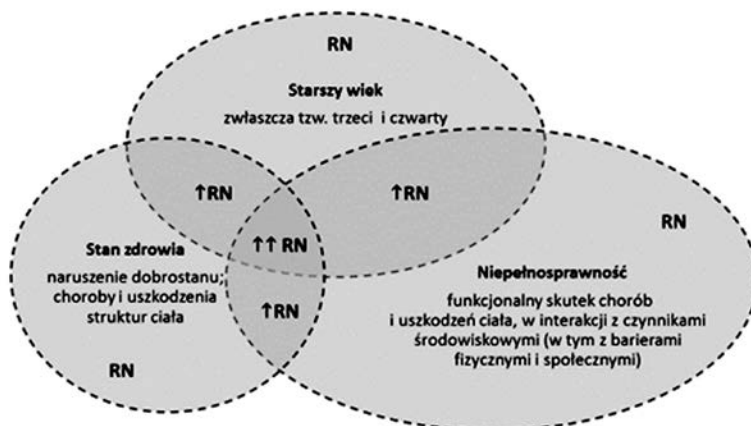 RN
Starszy wiek
zwłaszcza tzw. trzeci i czwarty
↑RN
↑RN
RN
↑↑ RN
Stan zdrowia
naruszenie dobrostanu;
choroby i uszkodzenia
struktur ciała
↑RN
RN
Niepełnosprawność
funkcjonalny skutek chorób
i uszkodzeń ciała, w interakcji z czynnikami
środowiskowymi (w tym z barierami
fizycznymi i społecznymi)